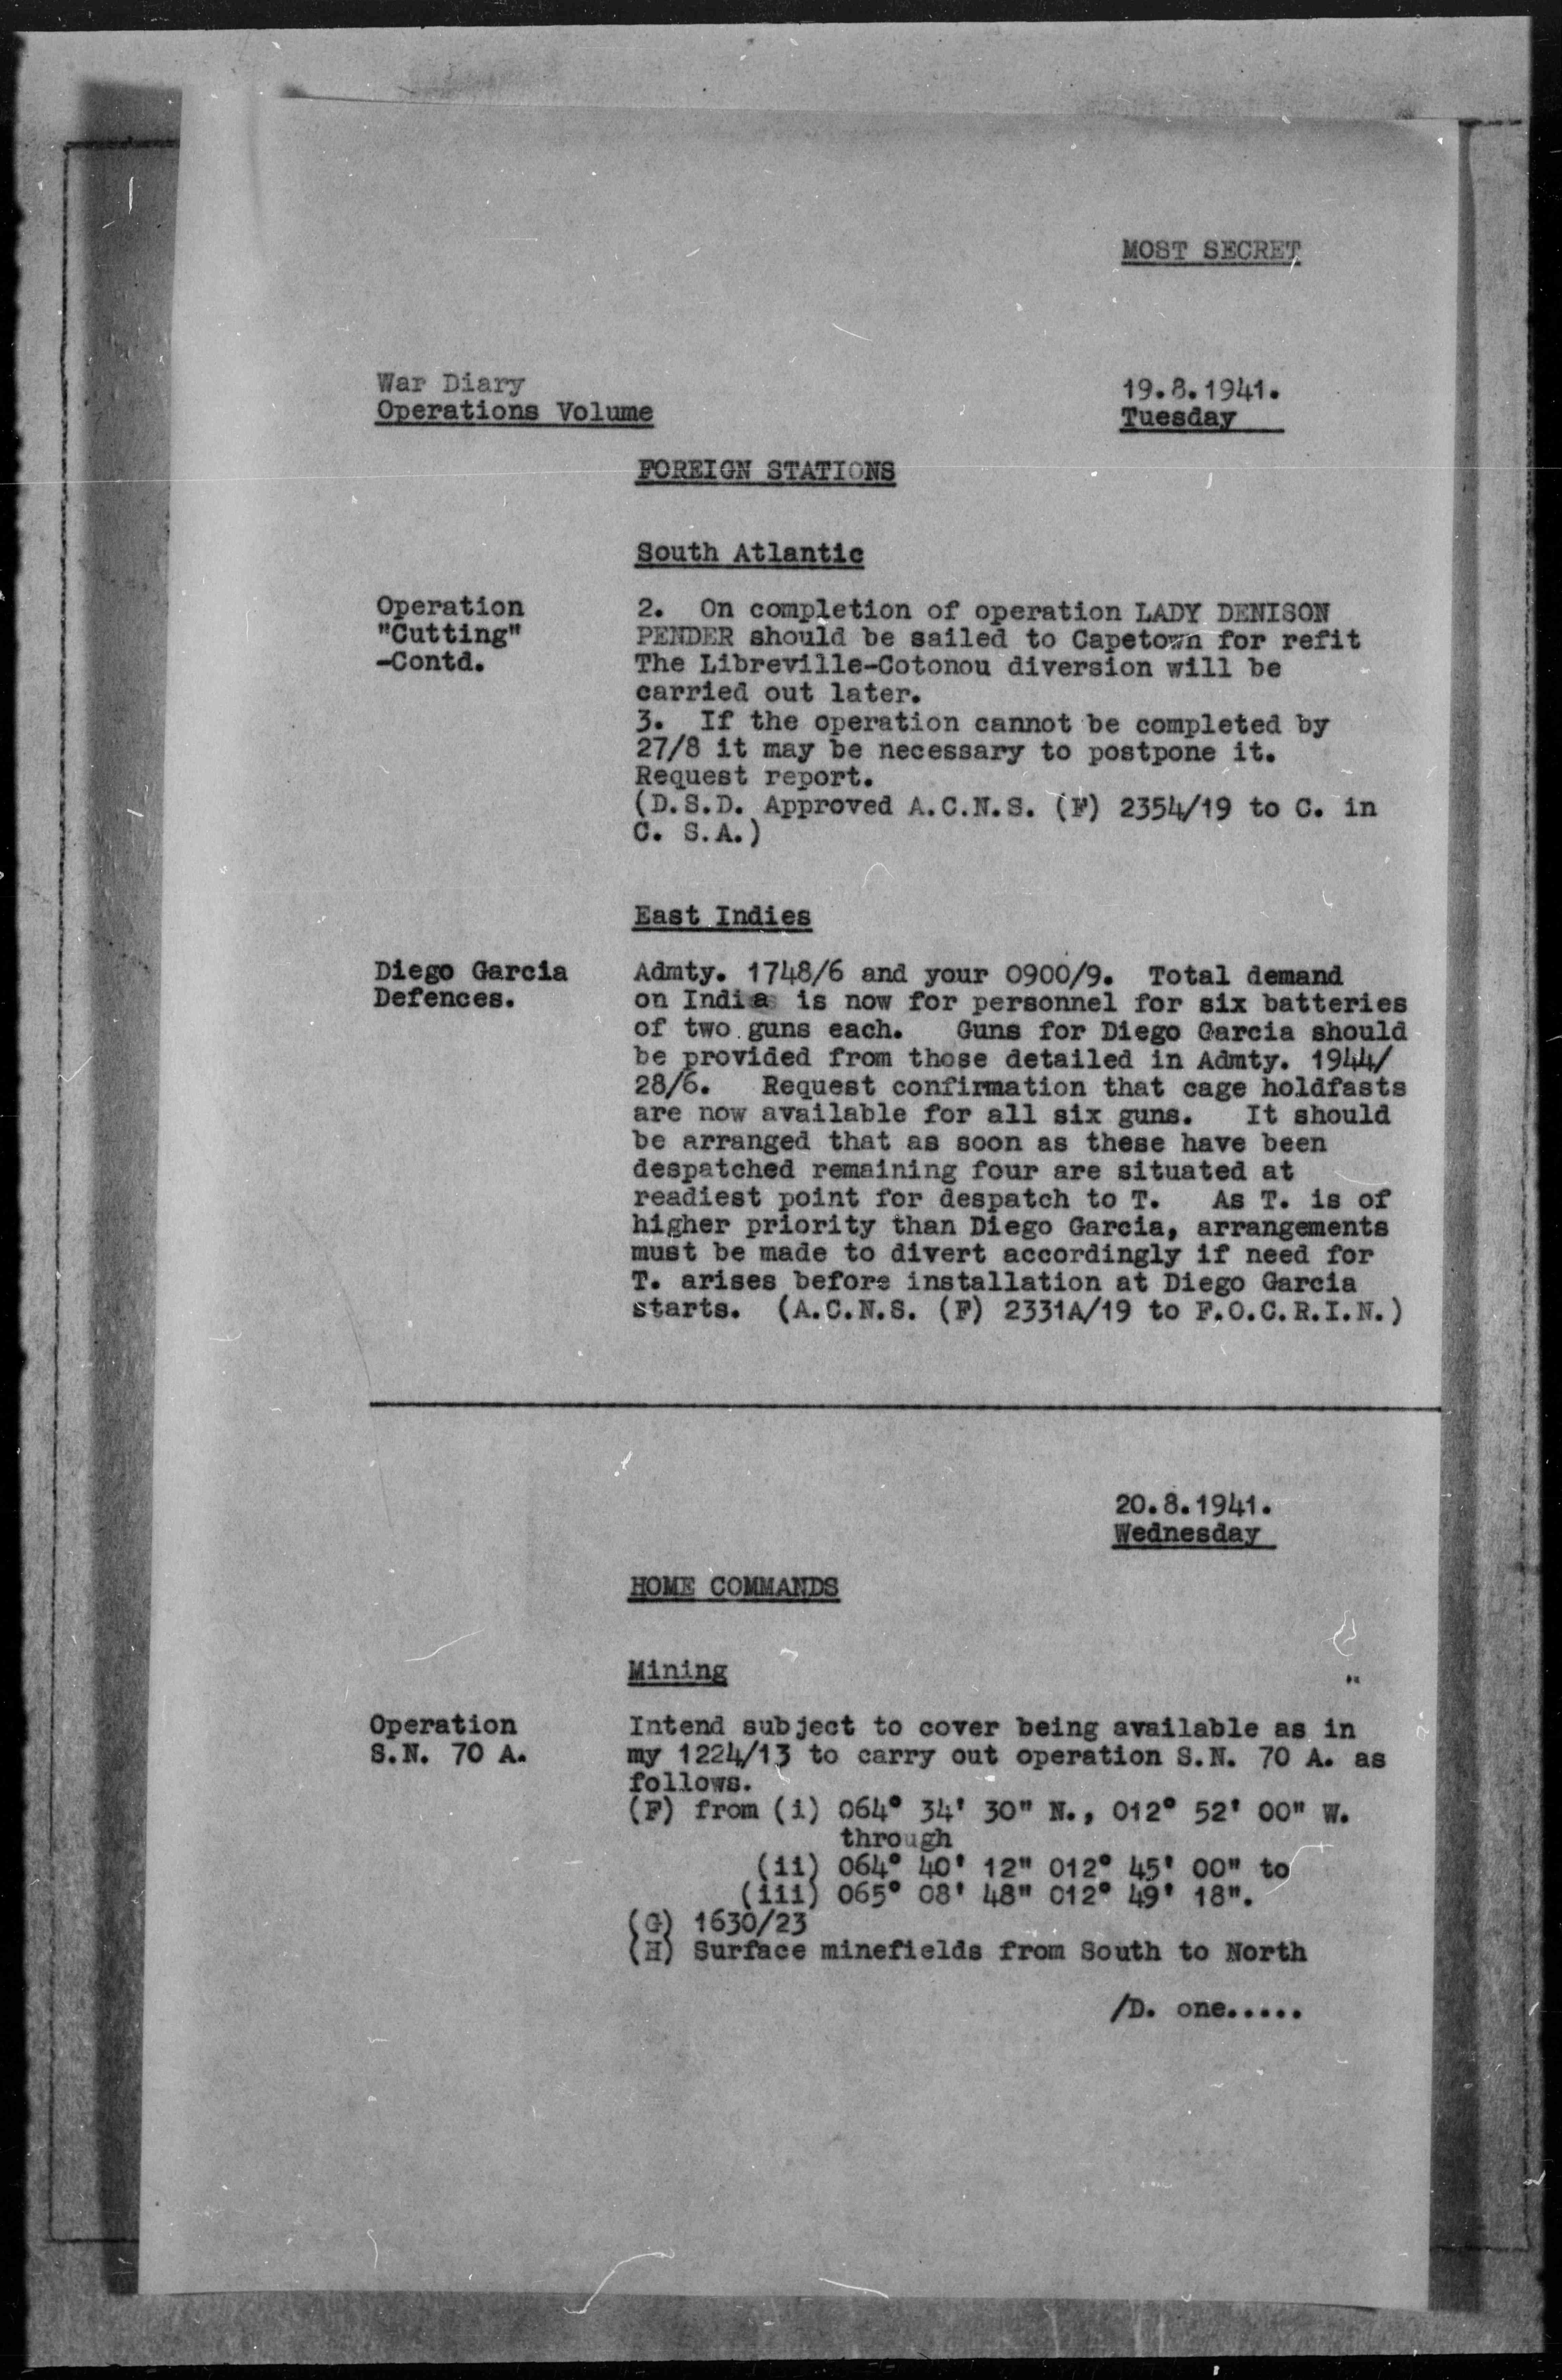 MOST SECRET
War Diary
Operations Volume
19.8.1941.
Tuesday
FOREIGN STATIONS
South Atlantic
Operation
"Cutting"
-Contd.
2. On completion of operation LADY DENISON
PENDER should be sailed to Capetown for refit
The Libreville-Cotonou diversion will be
carried out later.
3. If the operation cannot be completed by
27/8 it may be necessary to postpone it.
Request report.
(D.S.D. Approved A.C.N.S. (F) 2354/19 to C. in
C. S.A.)
East Indies
Diego Garcia
Defences.
Admty. 1748/6 and your 0900/9. Total demand
on India is now for personnel for six batteries
of two guns each. Guns for Diego Garcia should
be provided from those detailed in Admty. 1944/
28/6. Request confirmation that cage holdfasts
are now available for all six guns. It should
be arranged that as soon as these have been
despatched remaining four are situated at
readiest point for despatch to T. As T. is of
higher priority than Diego Garcia, arrangements
must be made to divert accordingly if need for
T. arises before installation at Diego Garcia
starts. (A.C.N.S. (F) 2331A/19 to F.O.C.R.I.N.)
20.8.1941.
Wednesday
HOME COMMANDS
Mining
Operation
S.N. 70 A.
Intend subject to cover being available as in
my 1224/13 to carry out operation S.N. 70 A. as
follows.
(F) from (i) 064° 34' 30" N., 012° 52' 00" W.
through
(ii) 064° 40' 12" 012° 45' 00" to
(iii) 065° 08' 48" 012° 49' 18".
(G) 1630/23
(H) Surface minefields from South to North
/D. one.....